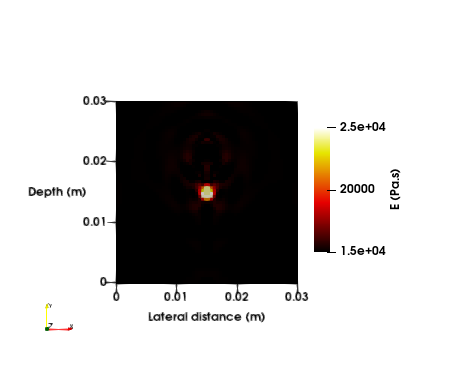 0.03
0.02
Depth (m)
0.01
0
0
0.01
0.02
0.03
Lateral distance (m)
2.5e+04
20000
1.5e+04
E (Pa.s)
Y
Z
X